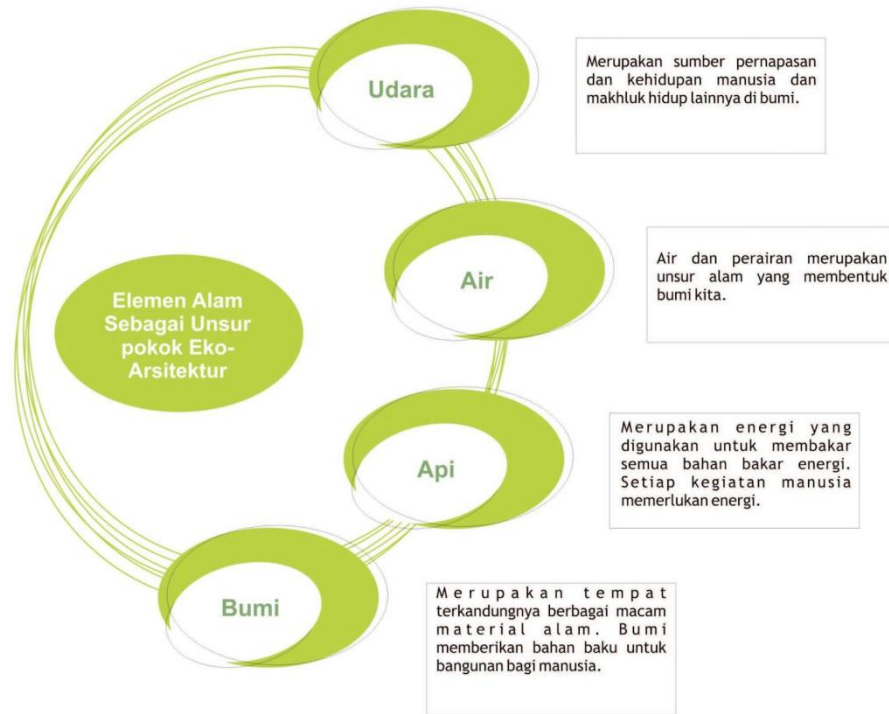 Elemen Alam
Sebagai Unsur
pokok Eko-
Arsitektur
Udara
Merupakan sumber pernapasan
dan kehidupan manusia dan
makhluk hidup lainnya di bumi.
Air
Air dan perairan merupakan
unsur alam yang membentuk
bumi kita.
Api
Merupakan energi yang
digunakan untuk membakar
semua bahan bakar energi.
Setiap kegiatan manusia
memerlukan energi.
Bumi
Merupakan tempat
terkandungnya berbagai macam
material alam. Bumi
memberikan bahan baku untuk
bangunan bagi manusia.